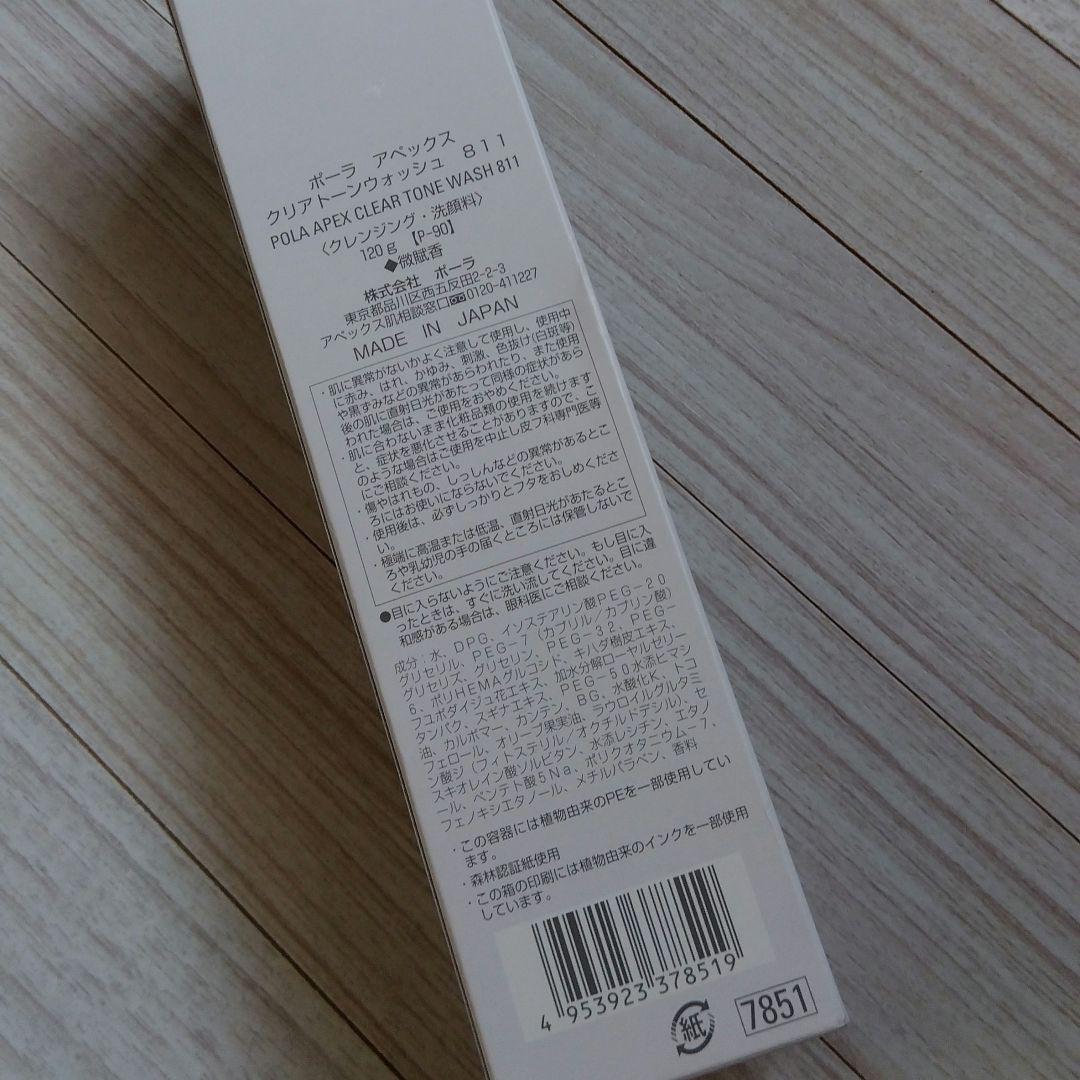 ポーラ アペックス
クリアトーンウォッシュ 811
POLA APEX CLEAR TONE WASH 811
〈クレンジング・洗顔料〉
120g 【P-90】
◆微賦香
株式会社 ポーラ
東京都品川区西五反田2-2-3
アペックス肌相談窓口 0120-411227
MADE IN JAPAN
・肌に異常がないかよく注意して使用し、使用中
に赤み、はれ、かゆみ、刺激、色抜け(白斑等)
や黒ずみなどの異常があらわれたり、また使用
後の肌に直射日光があたって同様の症状があら
われた場合は、ご使用をおやめください。
・肌に合わないまま化粧品類の使用を続けます
と、症状を悪化させることがありますので、こ
のような場合はご使用を中止し皮フ科専門医等
にご相談ください。
・傷やはれもの、しっしんなどの異常があるとこ
ろにはお使いにならないでください。
・使用後は、必ずしっかりとフタをおしめくださ
い。
・極端に高温または低温、直射日光があたるとこ
ろや乳幼児の手の届くところには保管しないで
ください。
●目に入らないようにご注意ください。もし目に入
ったときは、すぐに洗い流してください。目に違
和感がある場合は、眼科医にご相談ください。
成分：水、DPG、イソステアリン酸PEG-20
グリセリル、PEG-7(カプリル/カプリン酸)
グリセリズ、グリセリン、PEG-32、PEG-
6、ポリHEMAグルコシド、キハダ樹皮エキス、
フユボダイジュ花エキス、加水分解ローヤルゼリー
タンパク、スギナエキス、PEG-50水添ヒマシ
油、カルボマー、カンテン、BG、水酸化K、トコ
フェロール、オリーブ果実油、ラウロイルグルタミ
ン酸ジ(フィトステリル/オクチルドデシル)、セ
スキオレイン酸ソルビタン、水添レシチン、エタノ
ール、ペンテト酸5Na、ポリクオタニウム-7、
フェノキシエタノール、メチルパラベン、香料
・この容器には植物由来のPEを一部使用してい
ます。
・森林認証紙使用
・この箱の印刷には植物由来のインクを一部使用
しています。
4 953923 378519
紙
7851